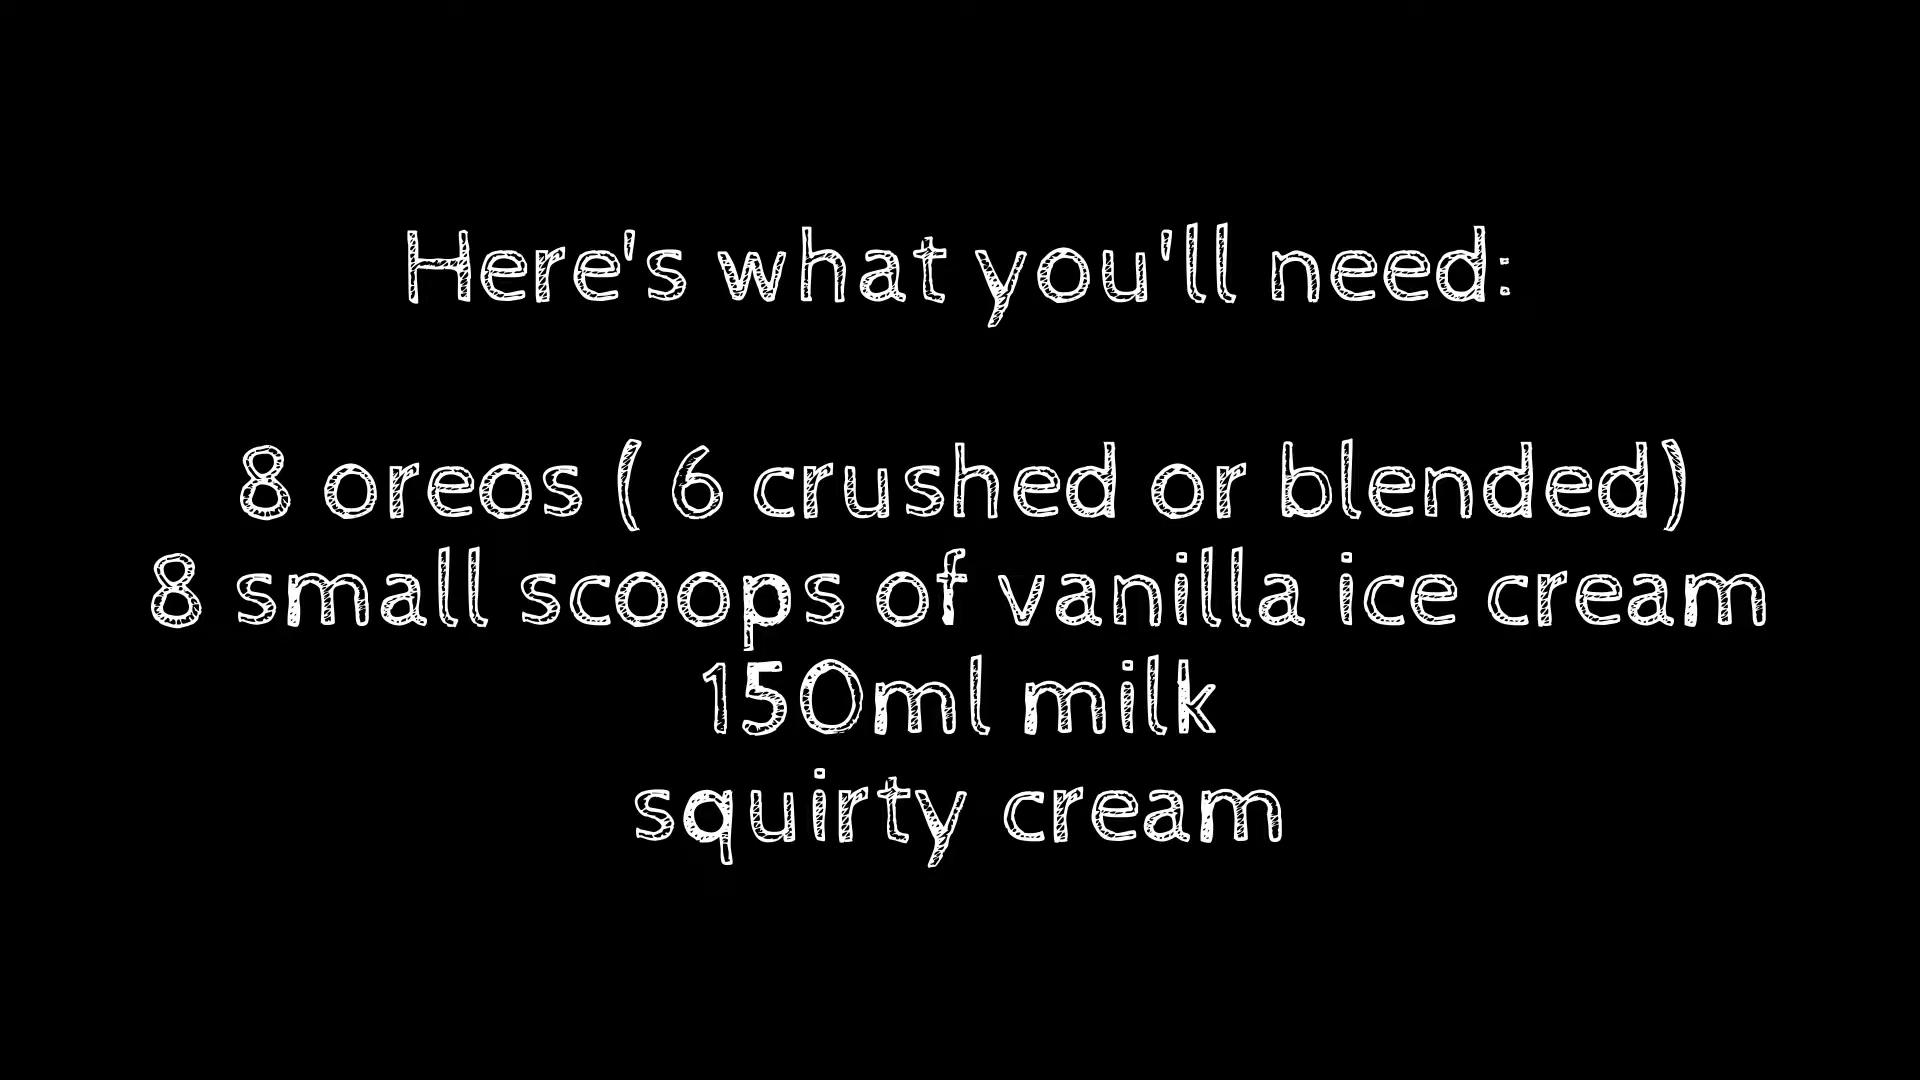 Here's what you'll need:
8 oreos ( 6 crushed or blended)
8 small scoops of vanilla ice cream
150ml milk
squirty cream